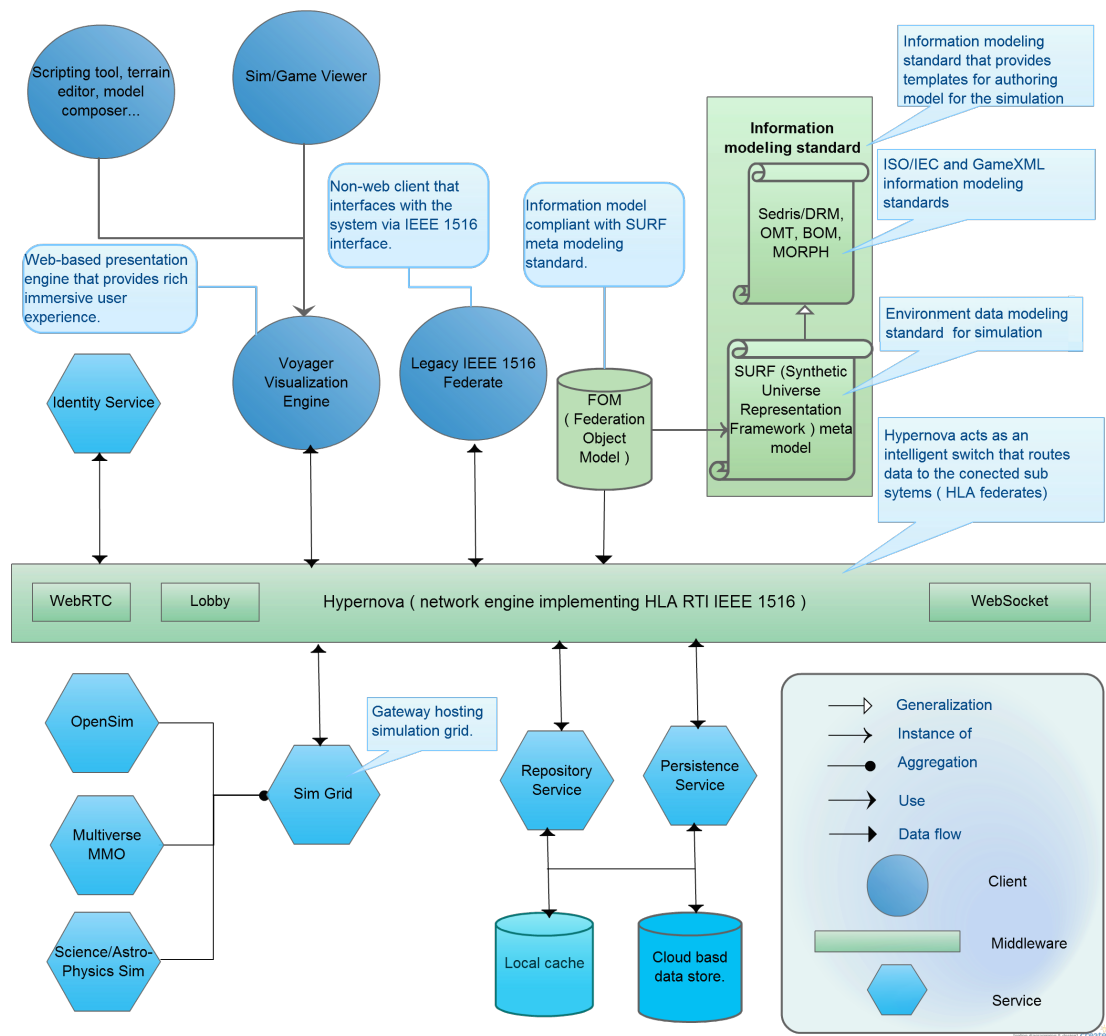 Scripting tool, terrain
editor, model
composer...
Sim/Game Viewer
Information modeling
standard that provides
templates for authoring
model for the simulation
Information
modeling standard
Non-web client that
interfaces with the
system via IEEE 1516
interface.
Information model
compliant with SURF
meta modeling
standard.
Sedris/DRM,
OMT, BOM,
MORPH
ISO/IEC and GameXML
information modeling
standards
Web-based presentation
engine that provides rich
immersive user
experience.
Environment data modeling
standard for simulation
Identity Service
Voyager
Visualization
Engine
Legacy IEEE 1516
Federate
FOM
( Federation
Object
Model )
SURF (Synthetic
Universe
Representation
Framework ) meta
model
Hypernova acts as an
intelligent switch that routes
data to the conected sub
sytems ( HLA federates)
WebRTC
Lobby
Hypernova ( network engine implementing HLA RTI IEEE 1516 )
WebSocket
OpenSim
Multiverse
MMO
Science/Astro-
Physics Sim
Gateway hosting
simulation grid.
Sim Grid
Repository
Service
Persistence
Service
Local cache
Cloud basd
data store.
Generalization
Instance of
Aggregation
Use
Data flow
Client
Middleware
Service